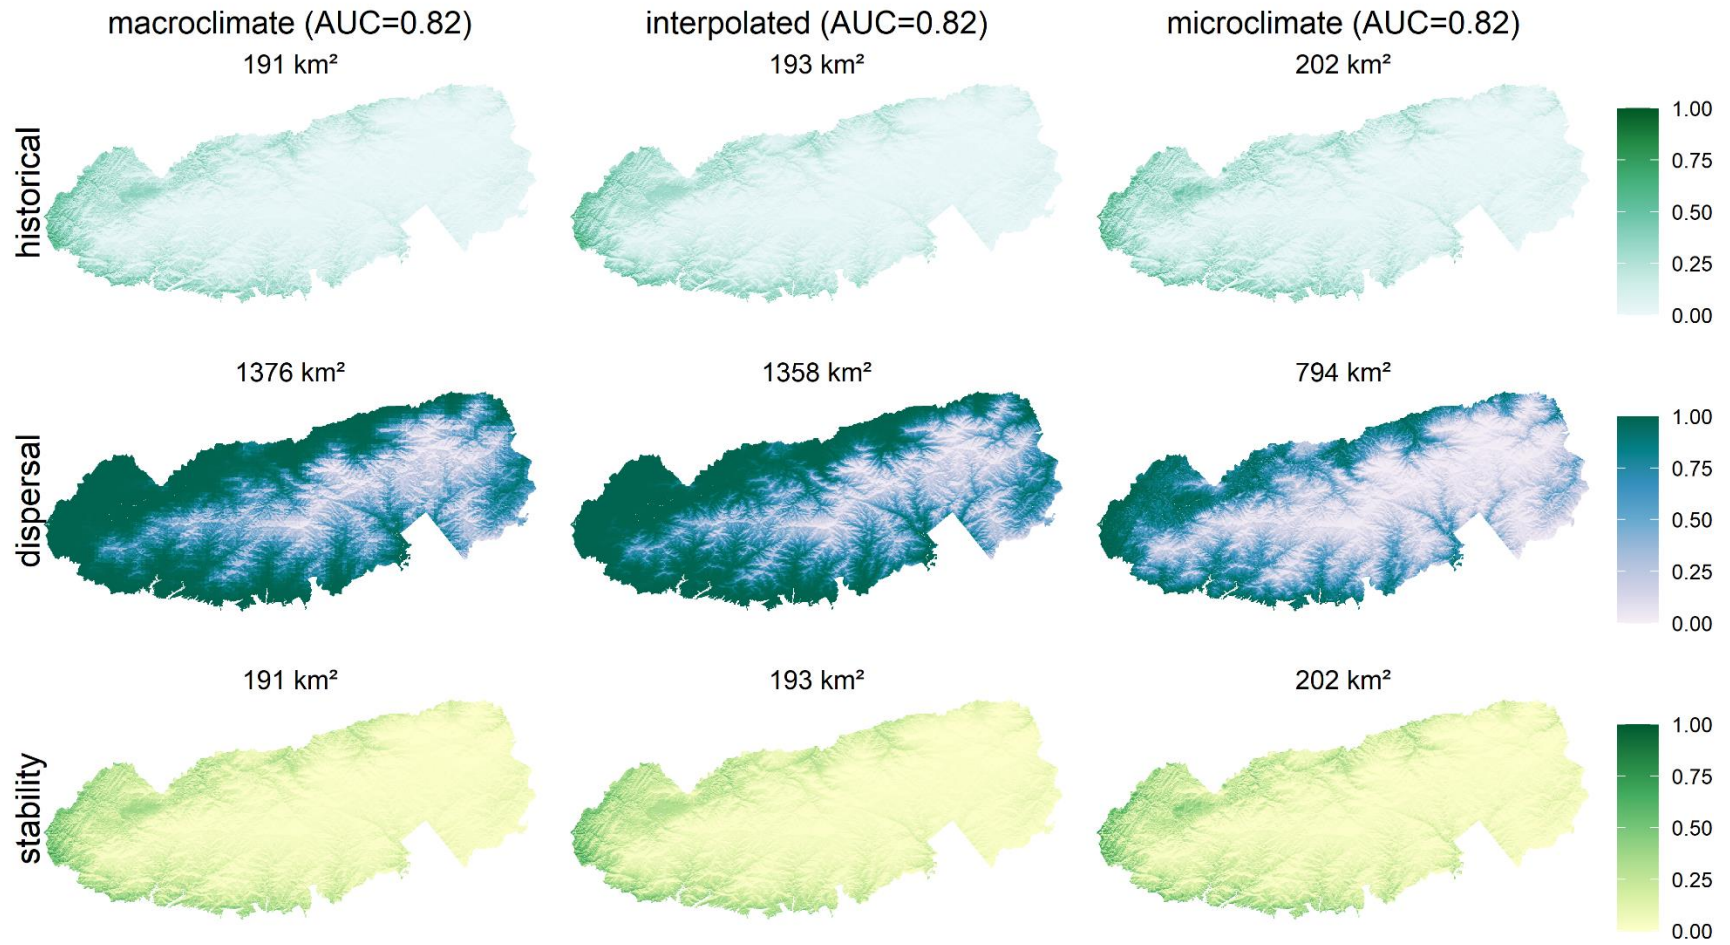 macroclimate (AUC=0.82)
interpolated (AUC=0.82)
microclimate (AUC=0.82)
191 km²
193 km²
202 km²
historical
1.00
0.75
0.50
0.25
0.00
1376 km²
1358 km²
794 km²
dispersal
1.00
0.75
0.50
0.25
0.00
191 km²
193 km²
202 km²
stability
1.00
0.75
0.50
0.25
0.00